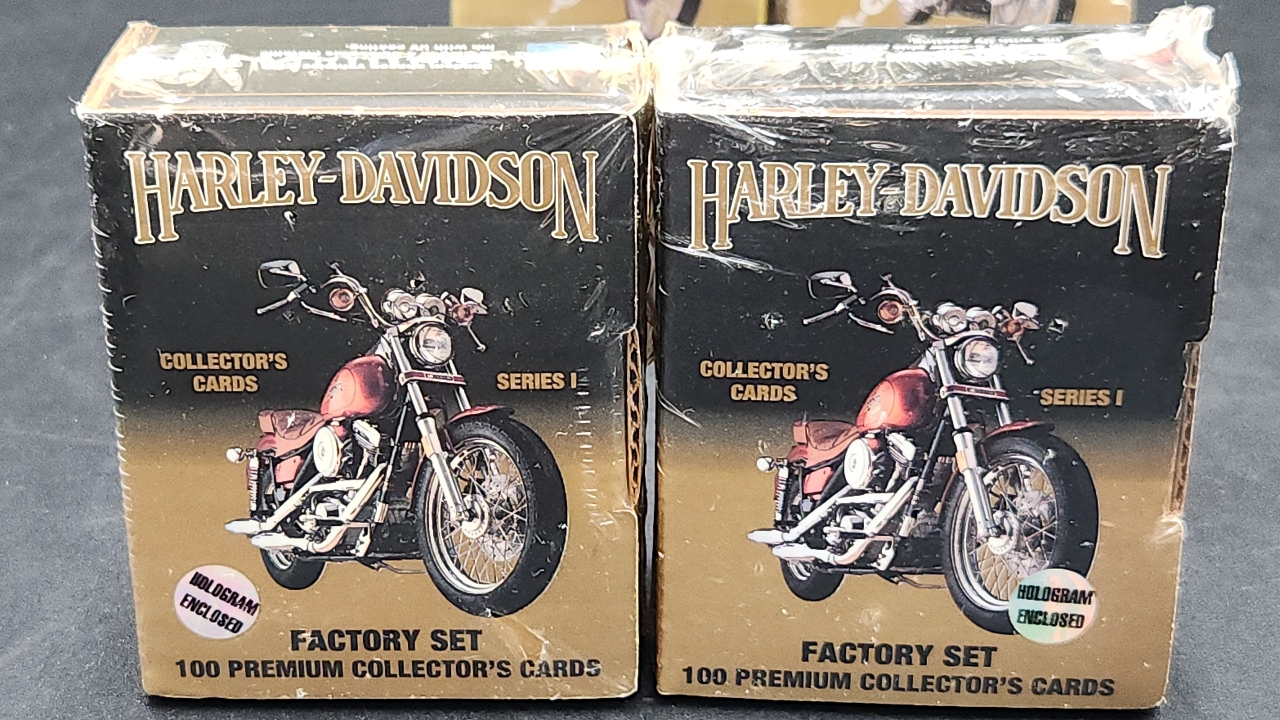 HARLEY-DAVIDSON
COLLECTOR'S
CARDS
SERIES I
HOLOGRAM
ENCLOSED
FACTORY SET
100 PREMIUM COLLECTOR'S CARDS
HARLEY-DAVIDSON
COLLECTOR'S
CARDS
SERIES I
HOLOGRAM
ENCLOSED
FACTORY SET
100 PREMIUM COLLECTOR'S CARDS